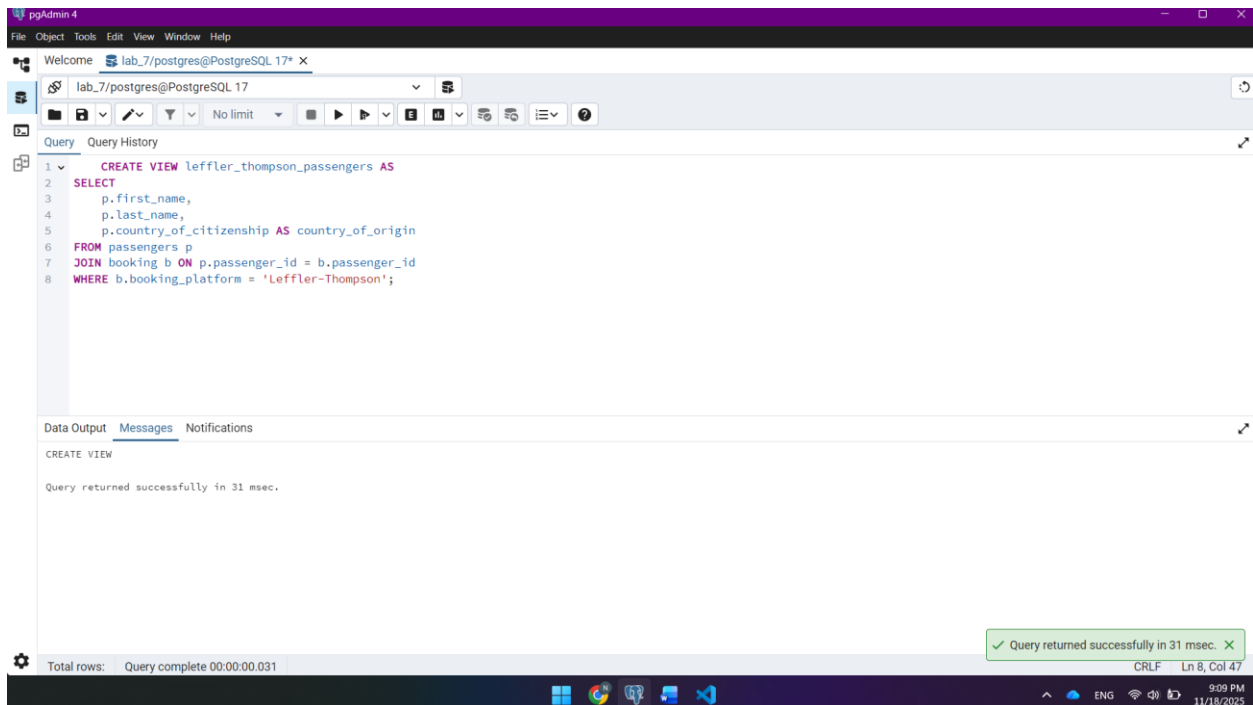 pgAdmin 4
File Object Tools Edit View Window Help
Welcome lab_7/postgres@PostgreSQL 17* ×
lab_7/postgres@PostgreSQL 17
No limit
Query Query History
1 CREATE VIEW leffler_thompson_passengers AS
2 SELECT
3 p.first_name,
4 p.last_name,
5 p.country_of_citizenship AS country_of_origin
6 FROM passengers p
7 JOIN booking b ON p.passenger_id = b.passenger_id
8 WHERE b.booking_platform = 'Leffler-Thompson';
Data Output Messages Notifications
CREATE VIEW
Query returned successfully in 31 msec.
Query returned successfully in 31 msec.
Total rows: Query complete 00:00:00.031 CRLF Ln 8, Col 47
ENG 9:09 PM
11/18/2025